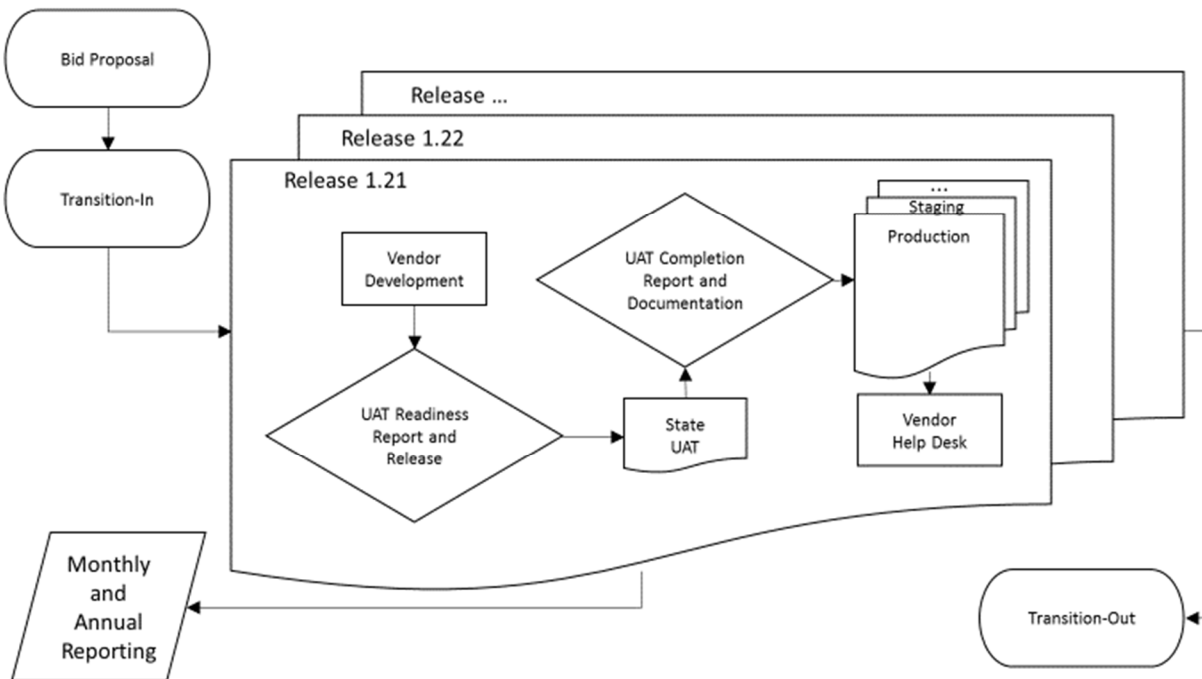 Bid Proposal
Transition-In
Release ...
Release 1.22
Release 1.21
Vendor
Development
UAT Readiness
Report and
Release
State
UAT
UAT Completion
Report and
Documentation
...
Staging
Production
Vendor
Help Desk
Monthly
and
Annual
Reporting
Transition-Out